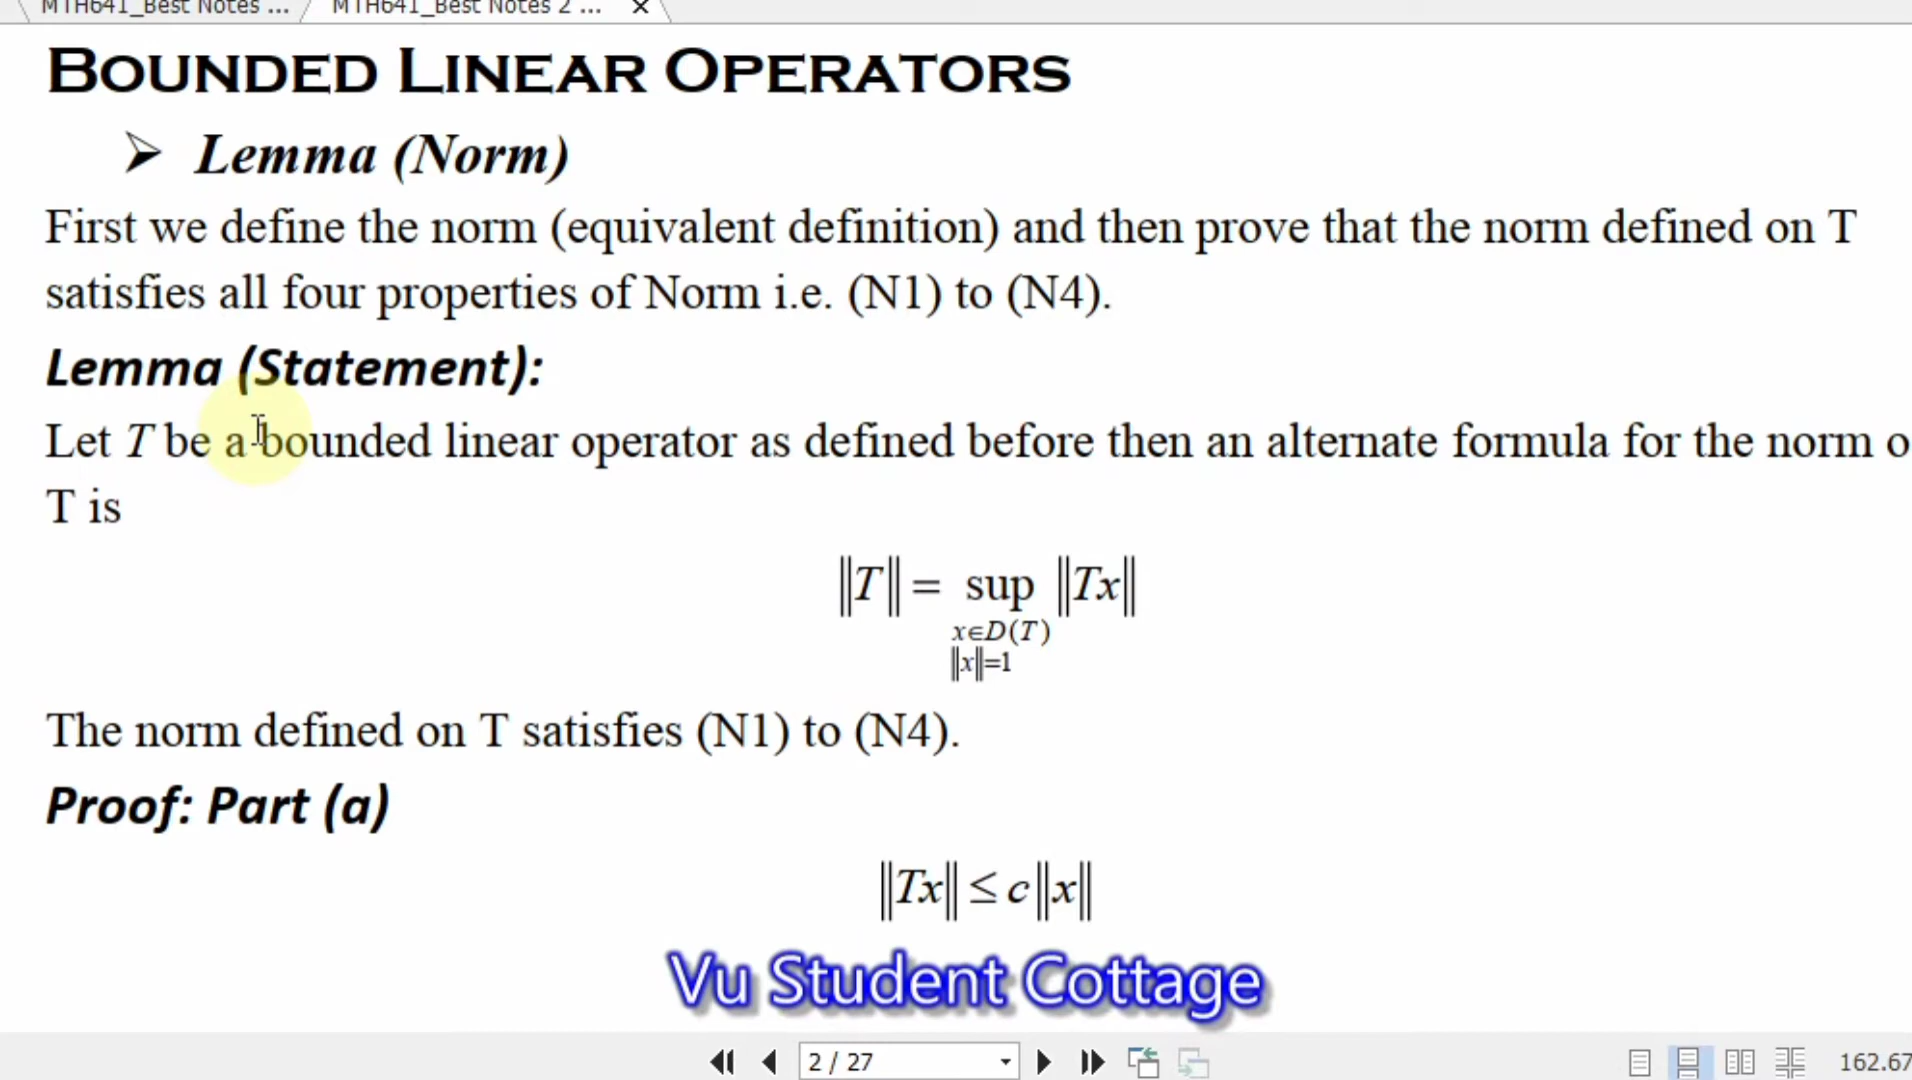 MTH641_Best Notes ...
MTH641_Best Notes 2 ...
BOUNDED LINEAR OPERATORS
➢ Lemma (Norm)
First we define the norm (equivalent definition) and then prove that the norm defined on T
satisfies all four properties of Norm i.e. (N1) to (N4).
Lemma (Statement):
Let T be a bounded linear operator as defined before then an alternate formula for the norm o
T is
‖T‖ = sup ‖Tx‖
x∈D(T)
‖x‖=1
The norm defined on T satisfies (N1) to (N4).
Proof: Part (a)
‖Tx‖ ≤ c‖x‖
Vu Student Cottage
2 / 27
162.67